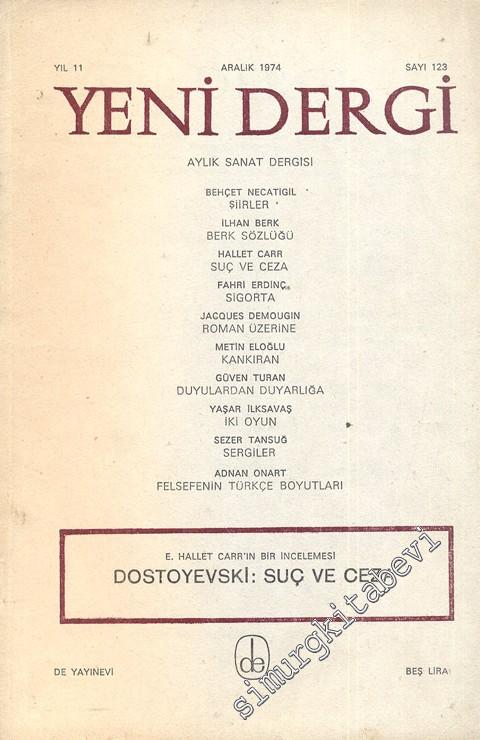 YIL 11 ARALIK 1974 SAYI 123
YENİ DERGİ
AYLIK SANAT DERGİSİ
BEHÇET NECATİGİL
ŞİİRLER
İLHAN BERK
BERK SÖZLÜĞÜ
HALLET CARR
SUÇ VE CEZA
FAHRİ ERDİNÇ
SİGORTA
JACQUES DEMOUGIN
ROMAN ÜZERİNE
METİN ELOĞLU
KANKIRAN
GÜVEN TURAN
DUYULARDAN DUYARLIĞA
YAŞAR İLKSAVAŞ
İKİ OYUN
SEZER TANSUĞ
SERGİLER
ADNAN ONART
FELSEFENİN TÜRKÇE BOYUTLARI
E. HALLET CARR'IN BİR İNCELEMESİ
DOSTOYEVSKİ: SUÇ VE CEZA
de
DE YAYINEVİ BEŞ LİRA
simurgkitabevi